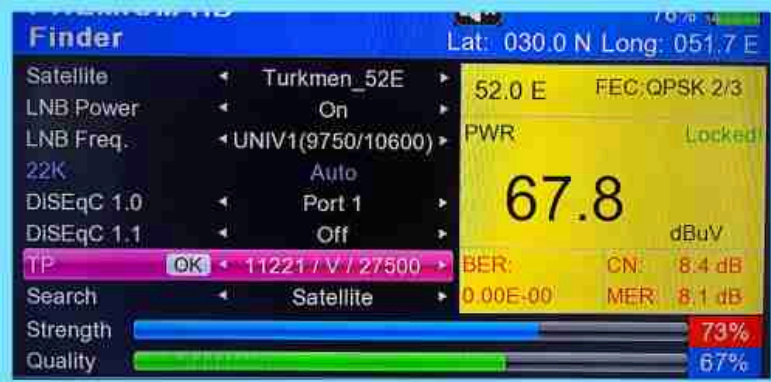 Finder
Lat: 030.0 N Long: 051.7 E
Satellite Turkmen_52E
LNB Power On
LNB Freq. UNIV1(9750/10600)
22K Auto
DiSEqC 1.0 Port 1
DiSEqC 1.1 Off
TP OK 11221 / V / 27500
Search Satellite
Strength 73%
Quality 67%
52.0 E FEC:QPSK 2/3
PWR Locked!
67.8
dBuV
BER: CN: 8.4 dB
0.00E-00 MER: 8.1 dB